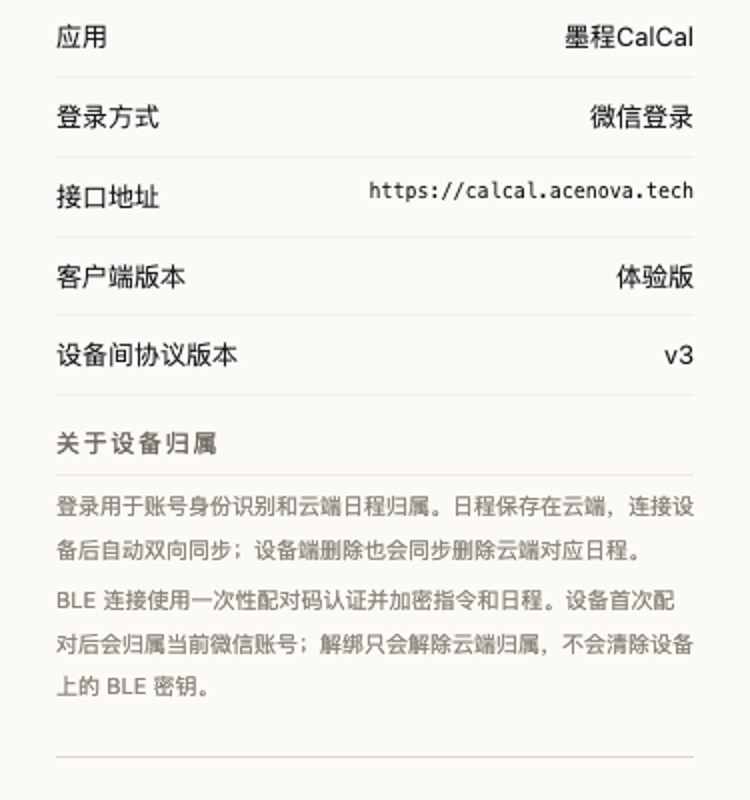 应用
墨程CalCal
登录方式
微信登录
接口地址
https://calcal.acenova.tech
客户端版本
体验版
设备间协议版本
v3
关于设备归属
登录用于账号身份识别和云端日程归属。日程保存在云端，连接设
备后自动双向同步；设备端删除也会同步删除云端对应日程。
BLE 连接使用一次性配对码认证并加密指令和日程。设备首次配
对后会归属当前微信账号；解绑只会解除云端归属，不会清除设备
上的 BLE 密钥。